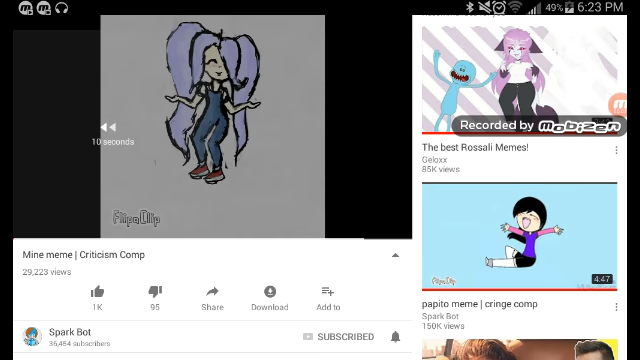 49% 6:23 PM
10 seconds
FlipaClip
Mine meme | Criticism Comp
29,223 views
1K
95
Share
Download
Add to
Spark Bot
36,454 subscribers
SUBSCRIBED
Recorded by mobizen
The best Rossali Memes!
Geloxx
85K views
FlipaClip
4:47
papito meme | cringe comp
Spark Bot
150K views